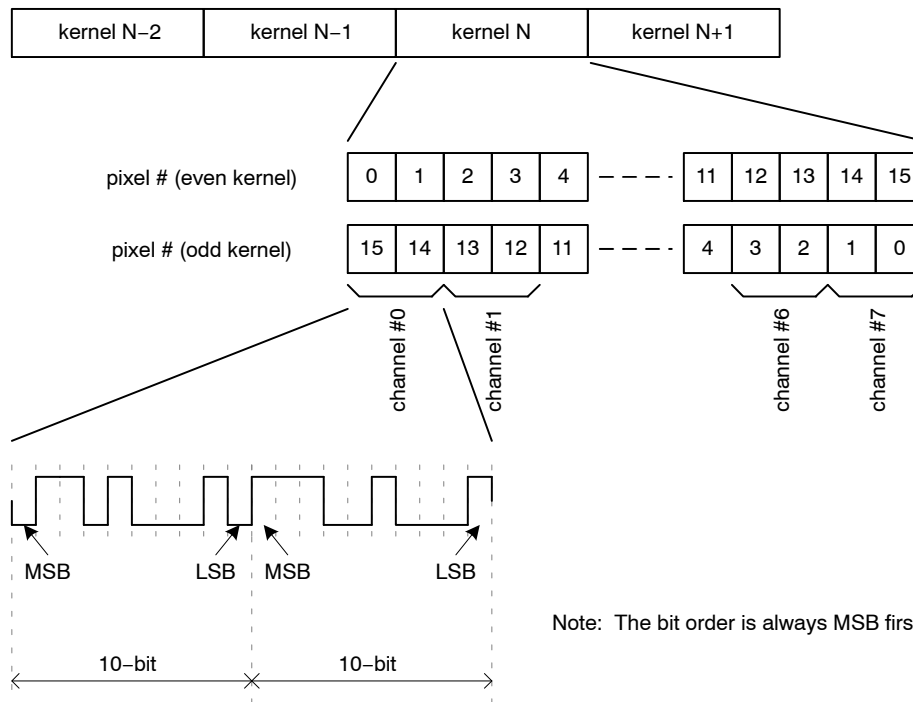 kernel N−2 kernel N−1 kernel N kernel N+1
pixel # (even kernel) 0 1 2 3 4 11 12 13 14 15
pixel # (odd kernel) 15 14 13 12 11 4 3 2 1 0
channel #0 channel #1 channel #6 channel #7
MSB LSB MSB LSB
Note: The bit order is always MSB firs
10−bit 10−bit